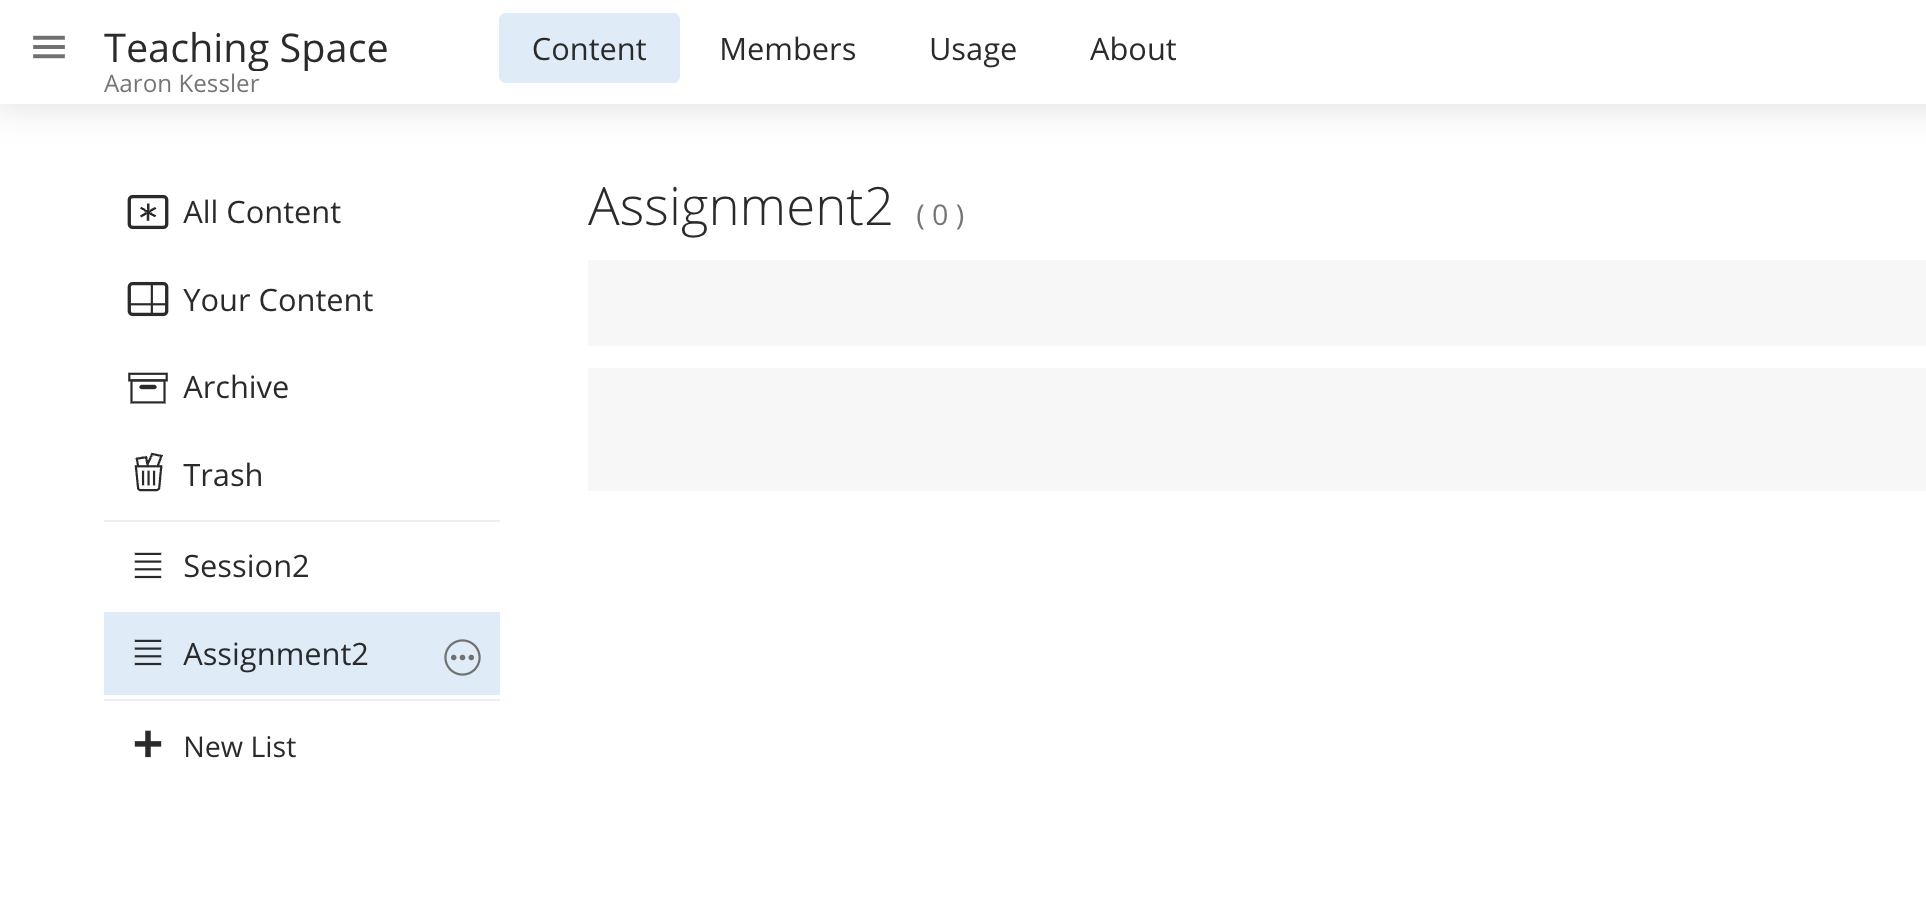 Teaching Space
Aaron Kessler
Content
Members
Usage
About
All Content
Your Content
Archive
Trash
Session2
Assignment2
New List
Assignment2 ( 0 )